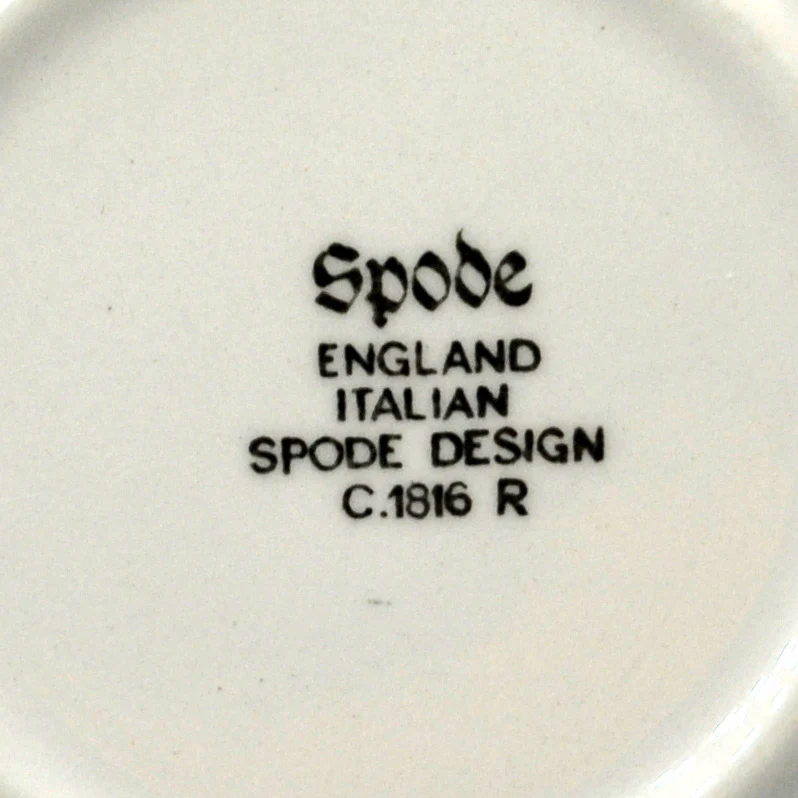 Spode
ENGLAND
ITALIAN
SPODE DESIGN
C.1816 R